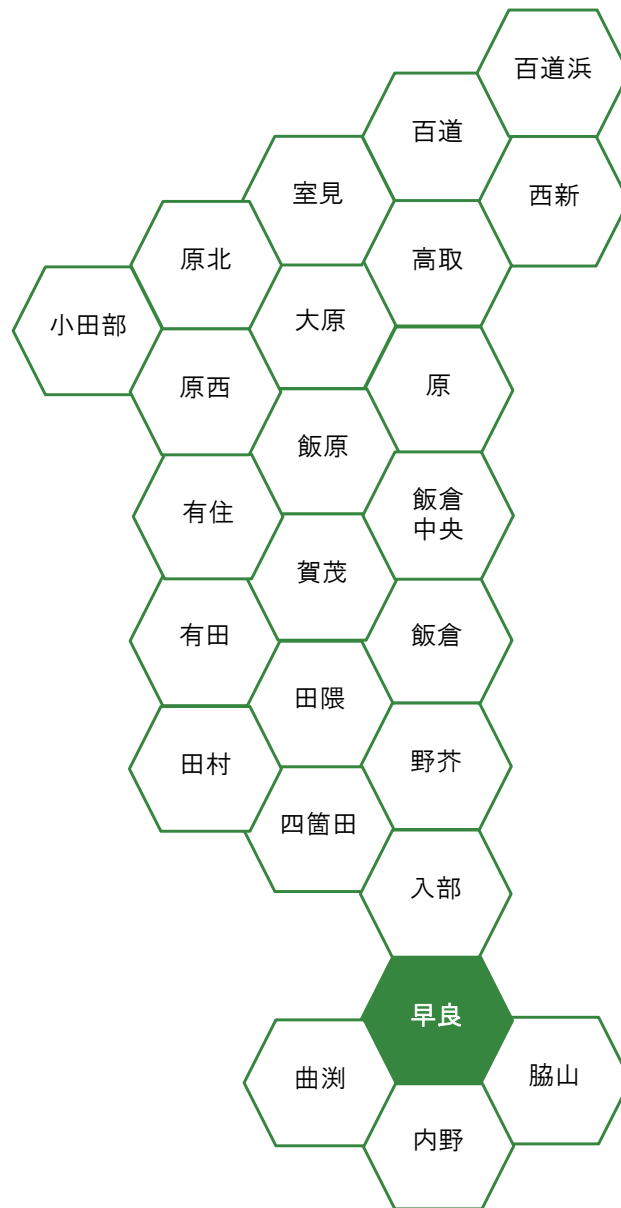 百道浜
百道
西新
室見
高取
原北
大原
小田部
原西
原
飯原
飯倉
中央
有住
賀茂
飯倉
有田
田隈
野芥
田村
四箇田
入部
早良
曲渕
脇山
内野